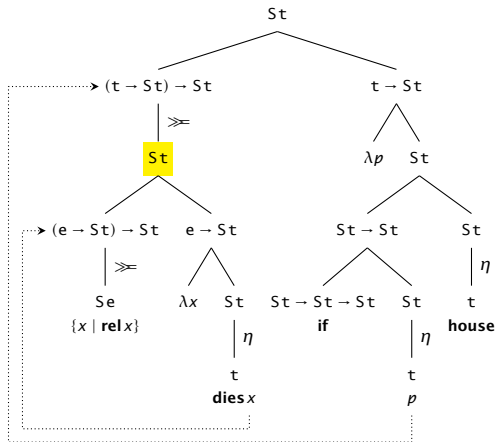 St
(t → St) → St t → St
≫=
St λp St
(e → St) → St e → St St → St St
≫= η
Se λx St St → St → St St t
{x | rel x} η if η house
t t
dies x p